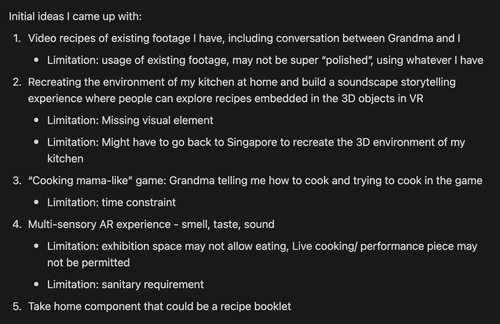 Initial ideas I came up with:
1. Video recipes of existing footage I have, including conversation between Grandma and I
• Limitation: usage of existing footage, may not be super “polished”, using whatever I have
2. Recreating the environment of my kitchen at home and build a soundscape storytelling
experience where people can explore recipes embedded in the 3D objects in VR
• Limitation: Missing visual element
• Limitation: Might have to go back to Singapore to recreate the 3D environment of my
kitchen
3. “Cooking mama-like” game: Grandma telling me how to cook and trying to cook in the game
• Limitation: time constraint
4. Multi-sensory AR experience - smell, taste, sound
• Limitation: exhibition space may not allow eating, Live cooking/ performance piece may
not be permitted
• Limitation: sanitary requirement
5. Take home component that could be a recipe booklet